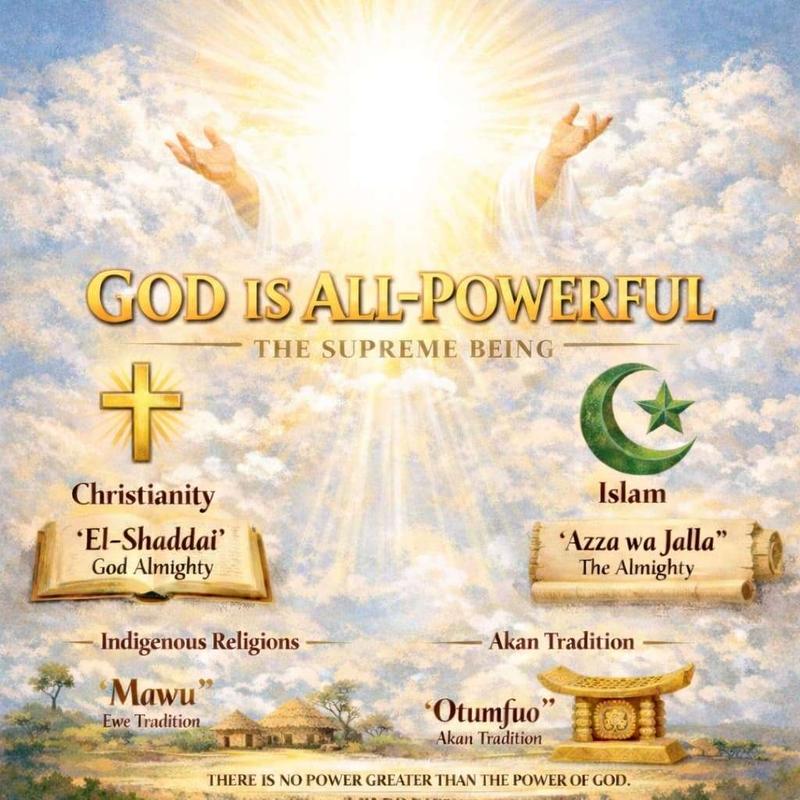 GOD IS ALL-POWERFUL
THE SUPREME BEING
Christianity
'El-Shaddai'
God Almighty
Islam
'Azza wa Jalla"
The Almighty
Indigenous Religions
'Mawu"
Ewe Tradition
Akan Tradition
'Otumfuo"
Akan Tradition
THERE IS NO POWER GREATER THAN THE POWER OF GOD.